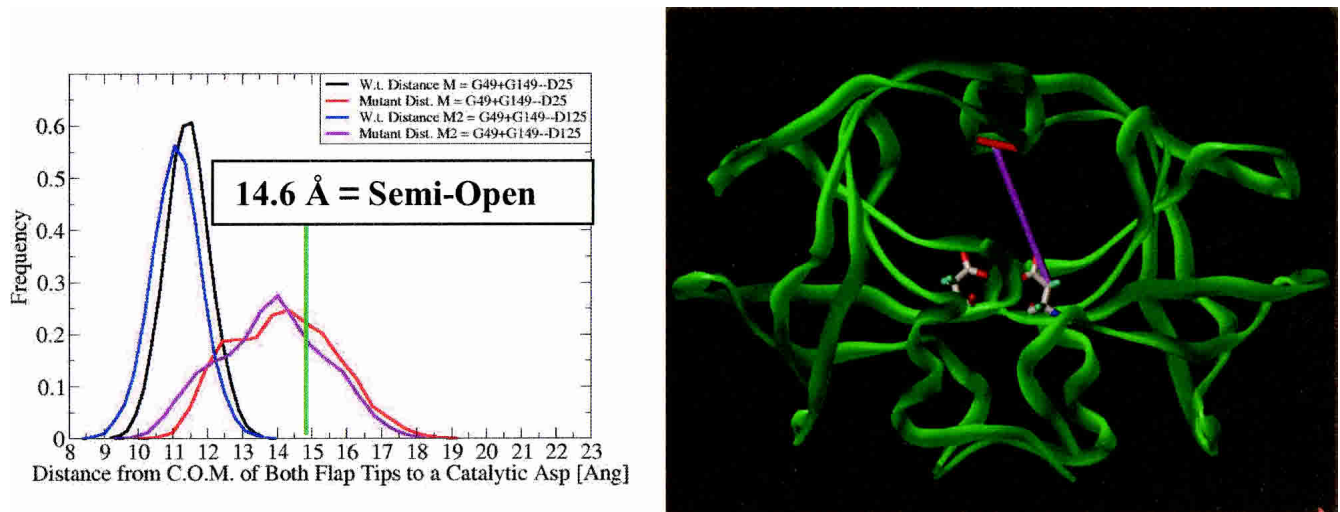 W.t. Distance M = G49+G149--D25
Mutant Dist. M = G49+G149--D25
W.t. Distance M2 = G49+G149--D125
Mutant Dist. M2 = G49+G149--D125
14.6 Å = Semi-Open
Frequency
0.6
0.5
0.4
0.3
0.2
0.1
0
8 9 10 11 12 13 14 15 16 17 18 19 20 21 22 23
Distance from C.O.M. of Both Flap Tips to a Catalytic Asp [Ang]